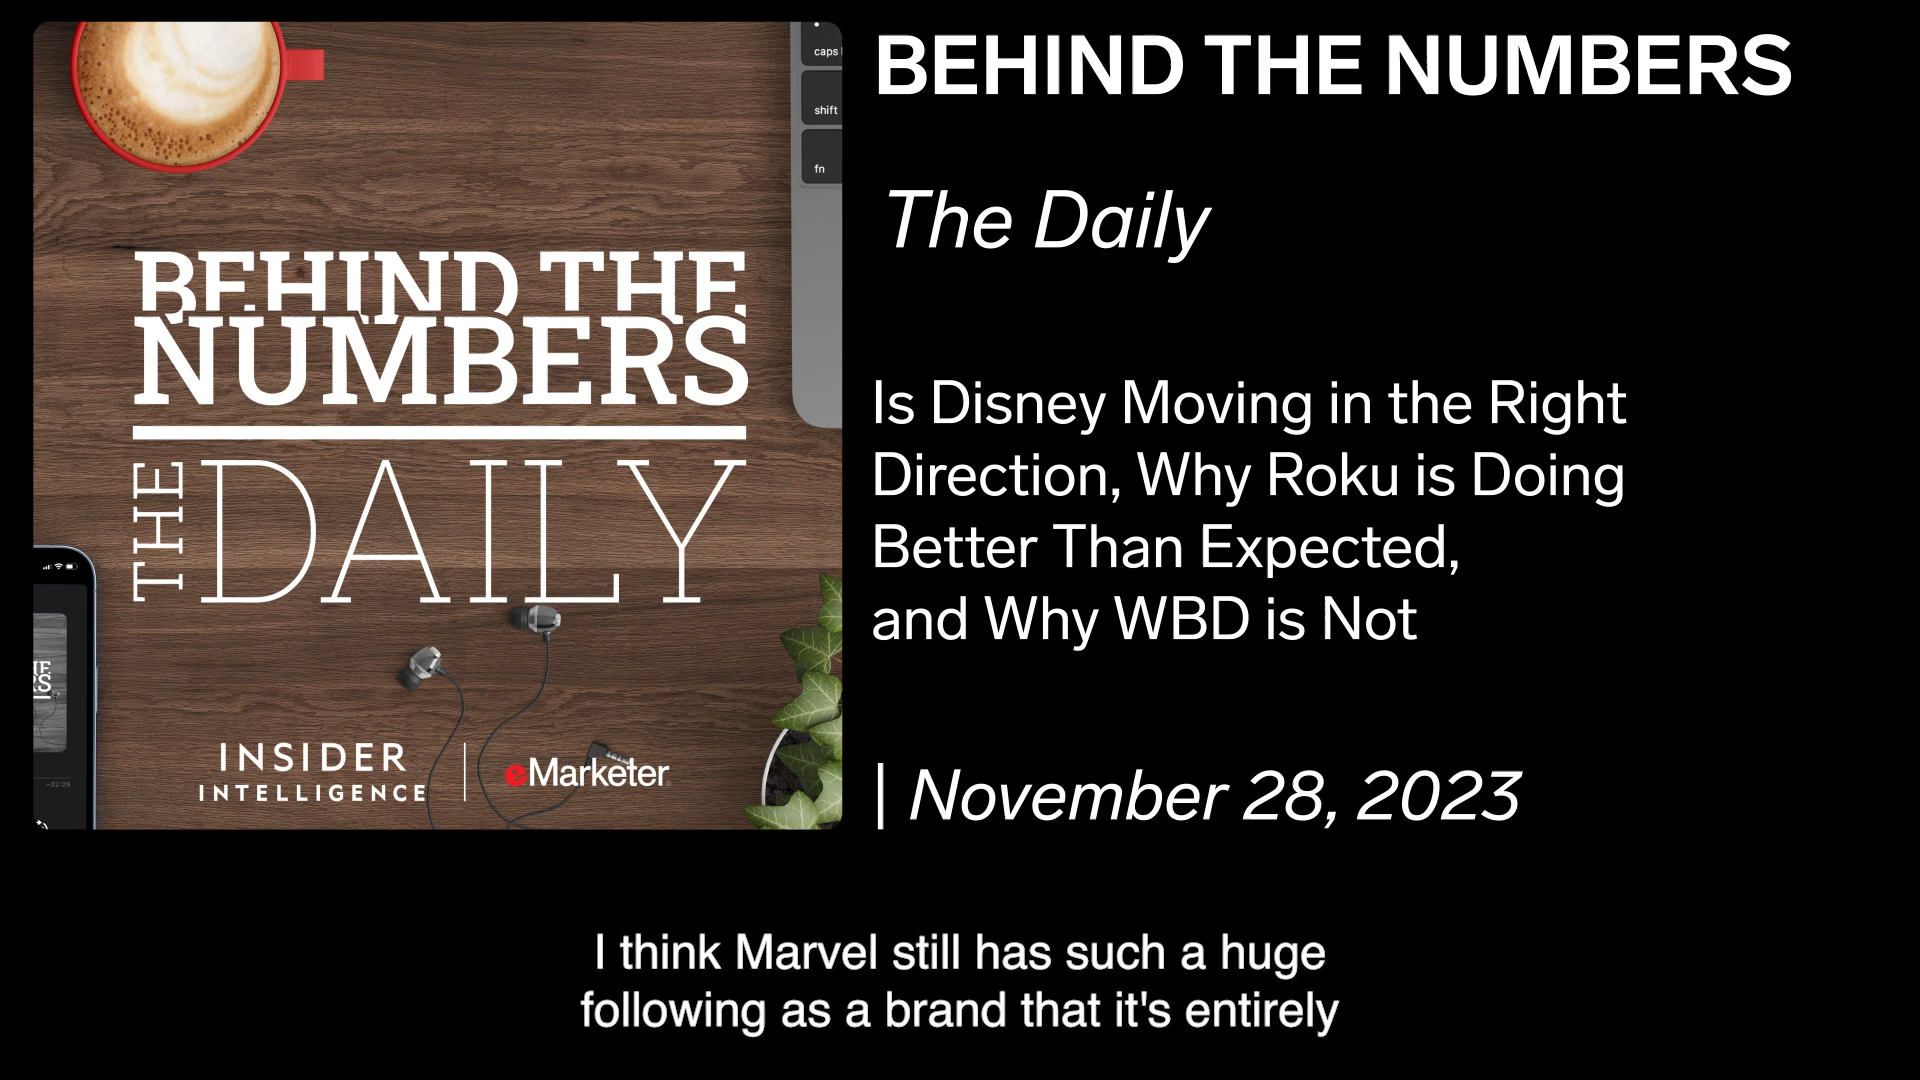 caps
shift
fn
BEHIND THE
NUMBERS
THE DAILY
-22:29
INSIDER
INTELLIGENCE
eMarketer
BEHIND THE NUMBERS
The Daily
Is Disney Moving in the Right
Direction, Why Roku is Doing
Better Than Expected,
and Why WBD is Not
| November 28, 2023
I think Marvel still has such a huge
following as a brand that it's entirely